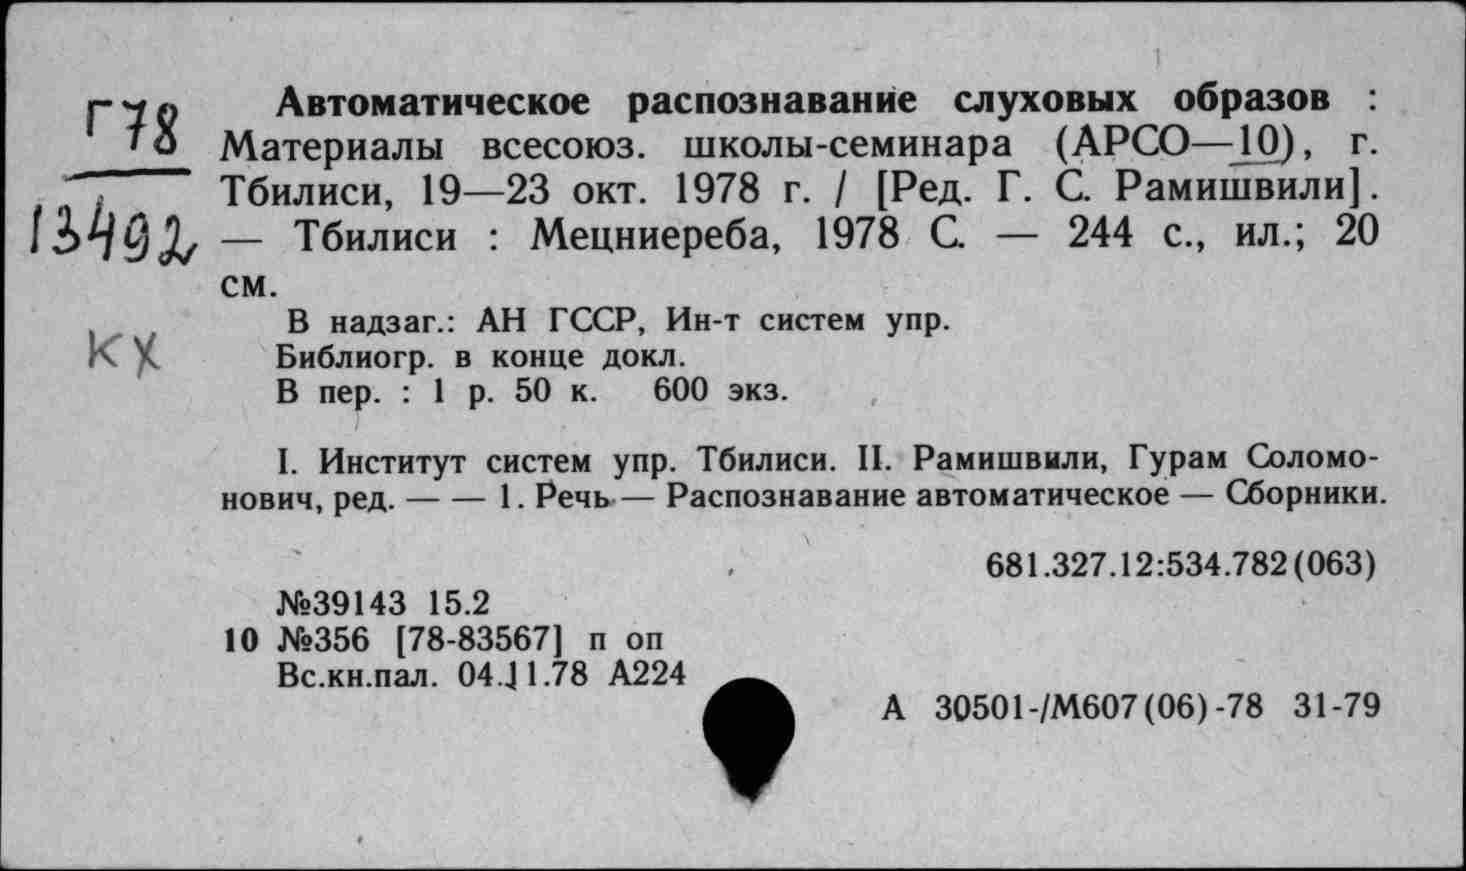 Г78
13492
кх
Автоматическое распознавание слуховых образов :
Материалы всесоюз. школы-семинара (АРСО—10), г.
Тбилиси, 19—23 окт. 1978 г. / [Ред. Г. С. Рамишвили].
— Тбилиси : Мецниереба, 1978 С. — 244 с., ил.; 20
см.
В надзаг.: АН ГССР, Ин-т систем упр.
Библиогр. в конце докл.
В пер. : 1 р. 50 к. 600 экз.
I. Институт систем упр. Тбилиси. II. Рамишвили, Гурам Соломо-
нович, ред. — — 1. Речь — Распознавание автоматическое — Сборники.
681.327.12:534.782(063)
№39143 15.2
10 №356 [78-83567] п оп
Вс.кн.пал. 04.11.78 А224
А 30501-/М607(06)-78 31-79